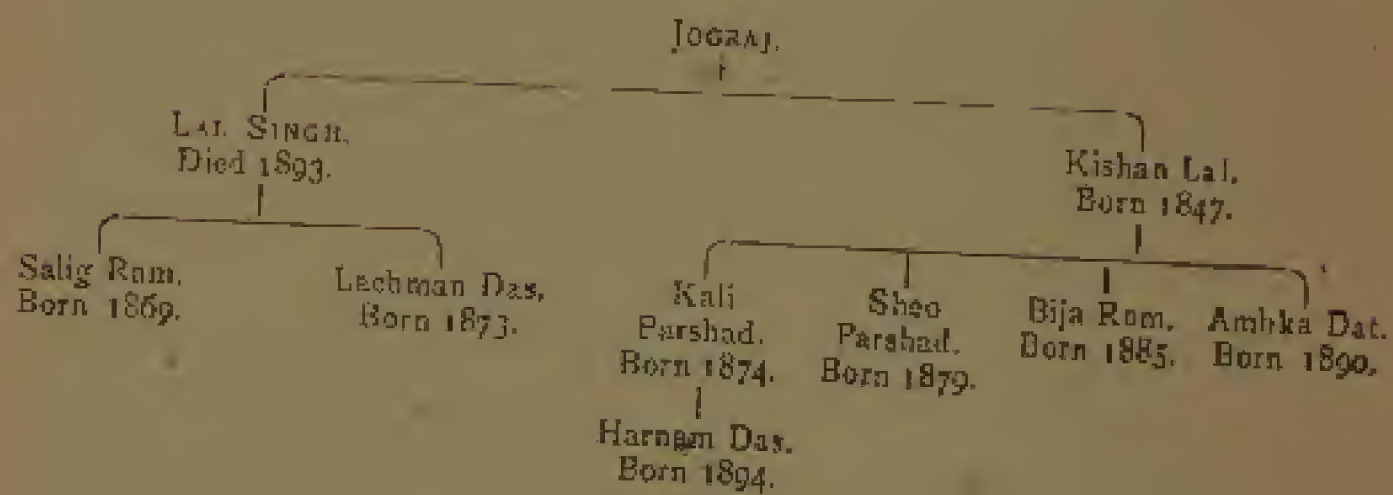 JOGRAJ.
LAL SINGH.
Died 1893.
Kishan Lal.
Born 1847.
Salig Ram.
Born 1869.
Lachman Das,
Born 1873.
Kali
Parshad.
Born 1874.
Sheo
Parshad.
Born 1879.
Bija Ram.
Born 1885.
Ambka Dat.
Born 1890.
Harnam Das.
Born 1894.